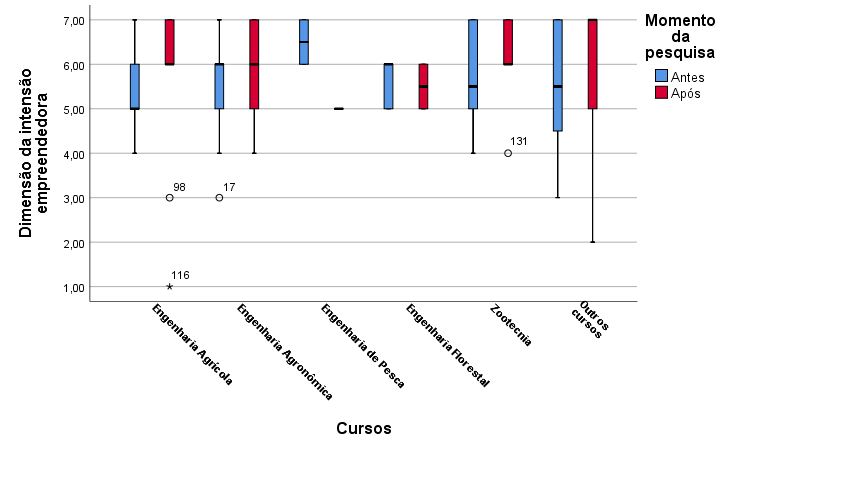 7,00
6,00
5,00
4,00
3,00
2,00
1,00
Dimensão da intensão
empreendedora
98
116
17
131
Engenharia Agrícola
Engenharia Agronômica
Engenharia de Pesca
Engenharia Florestal
Zootecnia
Outros
cursos
Cursos
Momento
da
pesquisa
Antes
Após